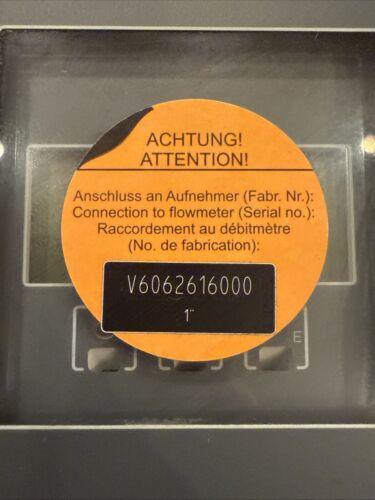 ACHTUNG!
ATTENTION!
Anschluss an Aufnehmer (Fabr. Nr.):
Connection to flowmeter (Serial no.):
Raccordement au débitmètre
(No. de fabrication):
V6062616000
1"
E